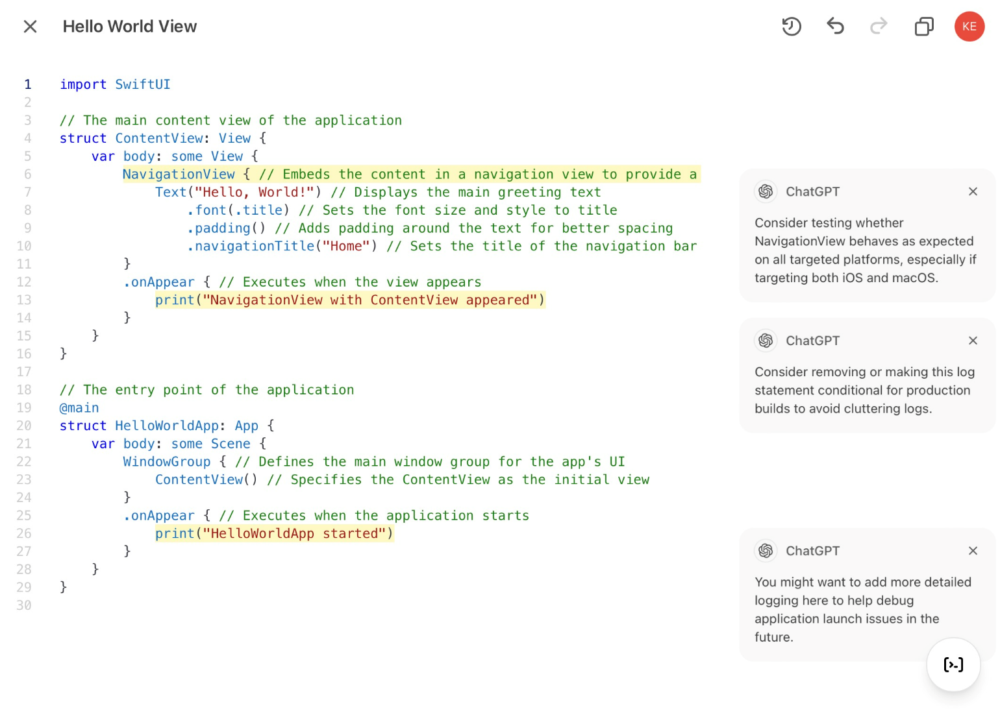 Hello World View
KE
1 import SwiftUI
2
3 // The main content view of the application
4 struct ContentView: View {
5     var body: some View {
6         NavigationView { // Embeds the content in a navigation view to provide a
7             Text("Hello, World!") // Displays the main greeting text
8                 .font(.title) // Sets the font size and style to title
9                 .padding() // Adds padding around the text for better spacing
10                 .navigationTitle("Home") // Sets the title of the navigation bar
11         }
12         .onAppear { // Executes when the view appears
13             print("NavigationView with ContentView appeared")
14         }
15     }
16 }
17
18 // The entry point of the application
19 @main
20 struct HelloWorldApp: App {
21     var body: some Scene {
22         WindowGroup { // Defines the main window group for the app's UI
23             ContentView() // Specifies the ContentView as the initial view
24         }
25         .onAppear { // Executes when the application starts
26             print("HelloWorldApp started")
27         }
28     }
29 }
30
ChatGPT
Consider testing whether
NavigationView behaves as expected
on all targeted platforms, especially if
targeting both iOS and macOS.
ChatGPT
Consider removing or making this log
statement conditional for production
builds to avoid cluttering logs.
ChatGPT
You might want to add more detailed
logging here to help debug
application launch issues in the
future.